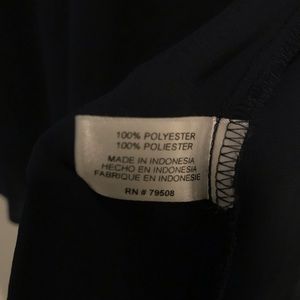 100% POLYESTER
100% POLIESTER
MADE IN INDONESIA
HECHO EN INDONESIA
FABRIQUE EN INDONESIE
RN # 79508